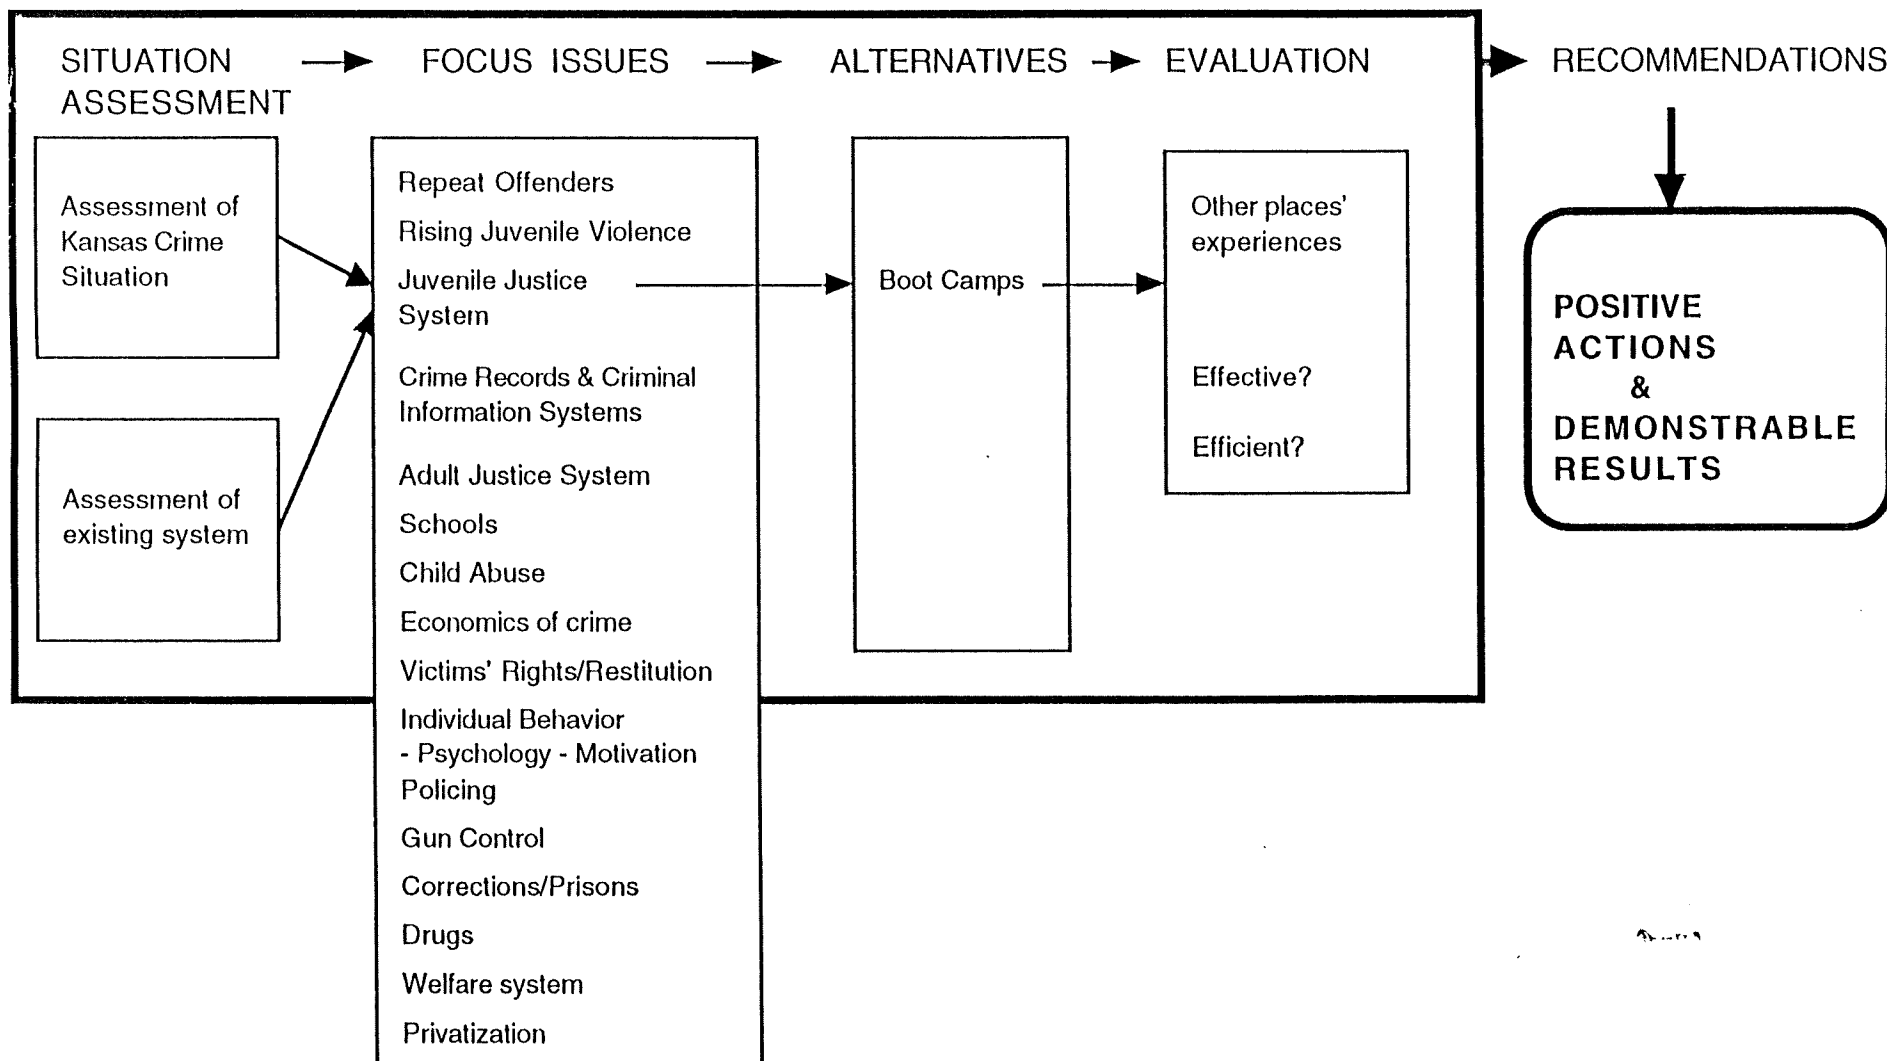 SITUATION
ASSESSMENT
FOCUS ISSUES
ALTERNATIVES
EVALUATION
RECOMMENDATIONS
Assessment of
Kansas Crime
Situation
Assessment of
existing system
Repeat Offenders
Rising Juvenile Violence
Juvenile Justice
System
Crime Records & Criminal
Information Systems
Adult Justice System
Schools
Child Abuse
Economics of crime
Victims' Rights/Restitution
Individual Behavior
- Psychology - Motivation
Policing
Gun Control
Corrections/Prisons
Drugs
Welfare system
Privatization
Boot Camps
Other places'
experiences
Effective?
Efficient?
POSITIVE
ACTIONS
&
DEMONSTRABLE
RESULTS